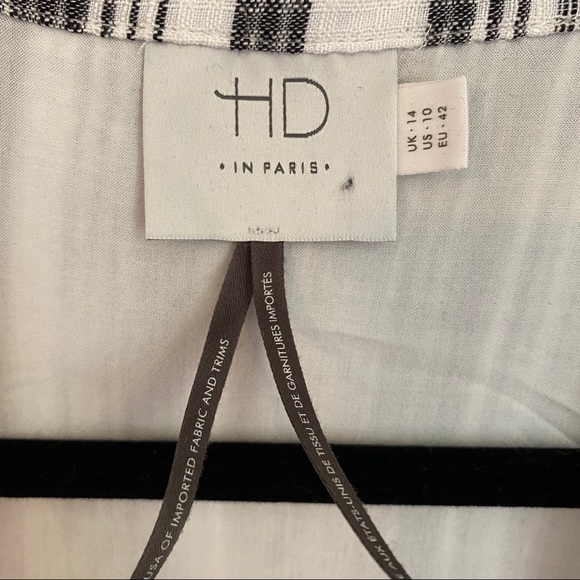 HD
• IN PARIS •
UK • 14
US • 10
EU • 42
USA OF IMPORTED FABRIC AND TRIMS
AUX ÉTATS-UNIS DE TISSU ET DE GARNITURES IMPORTÉS